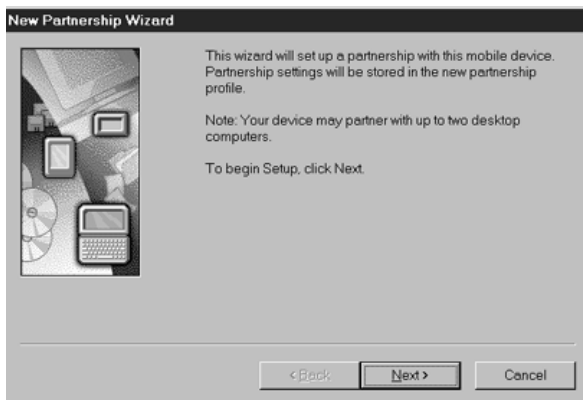 New Partnership Wizard
This wizard will set up a partnership with this mobile device.
Partnership settings will be stored in the new partnership
profile.
Note: Your device may partner with up to two desktop
computers.
To begin Setup, click Next.
< Back
Next >
Cancel